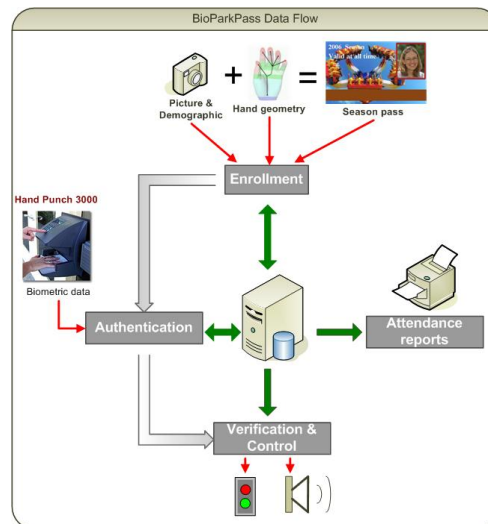 BioParkPass Data Flow
2006 Season
Valid at all time
Picture &
Demographic
Hand geometry
Season pass
Enrollment
Hand Punch 3000
Biometric data
Authentication
Attendance
reports
Verification &
Control